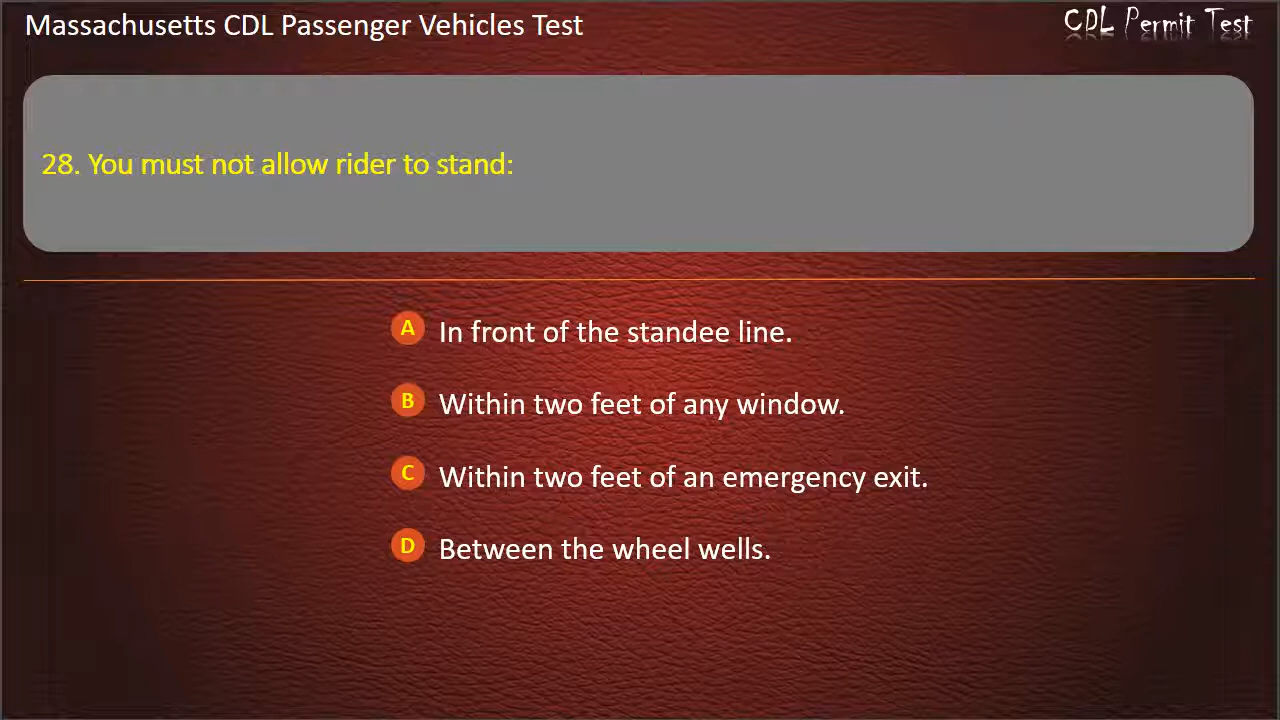 Massachusetts CDL Passenger Vehicles Test
CDL Permit Test
28. You must not allow rider to stand:
A In front of the standee line.
B Within two feet of any window.
C Within two feet of an emergency exit.
D Between the wheel wells.